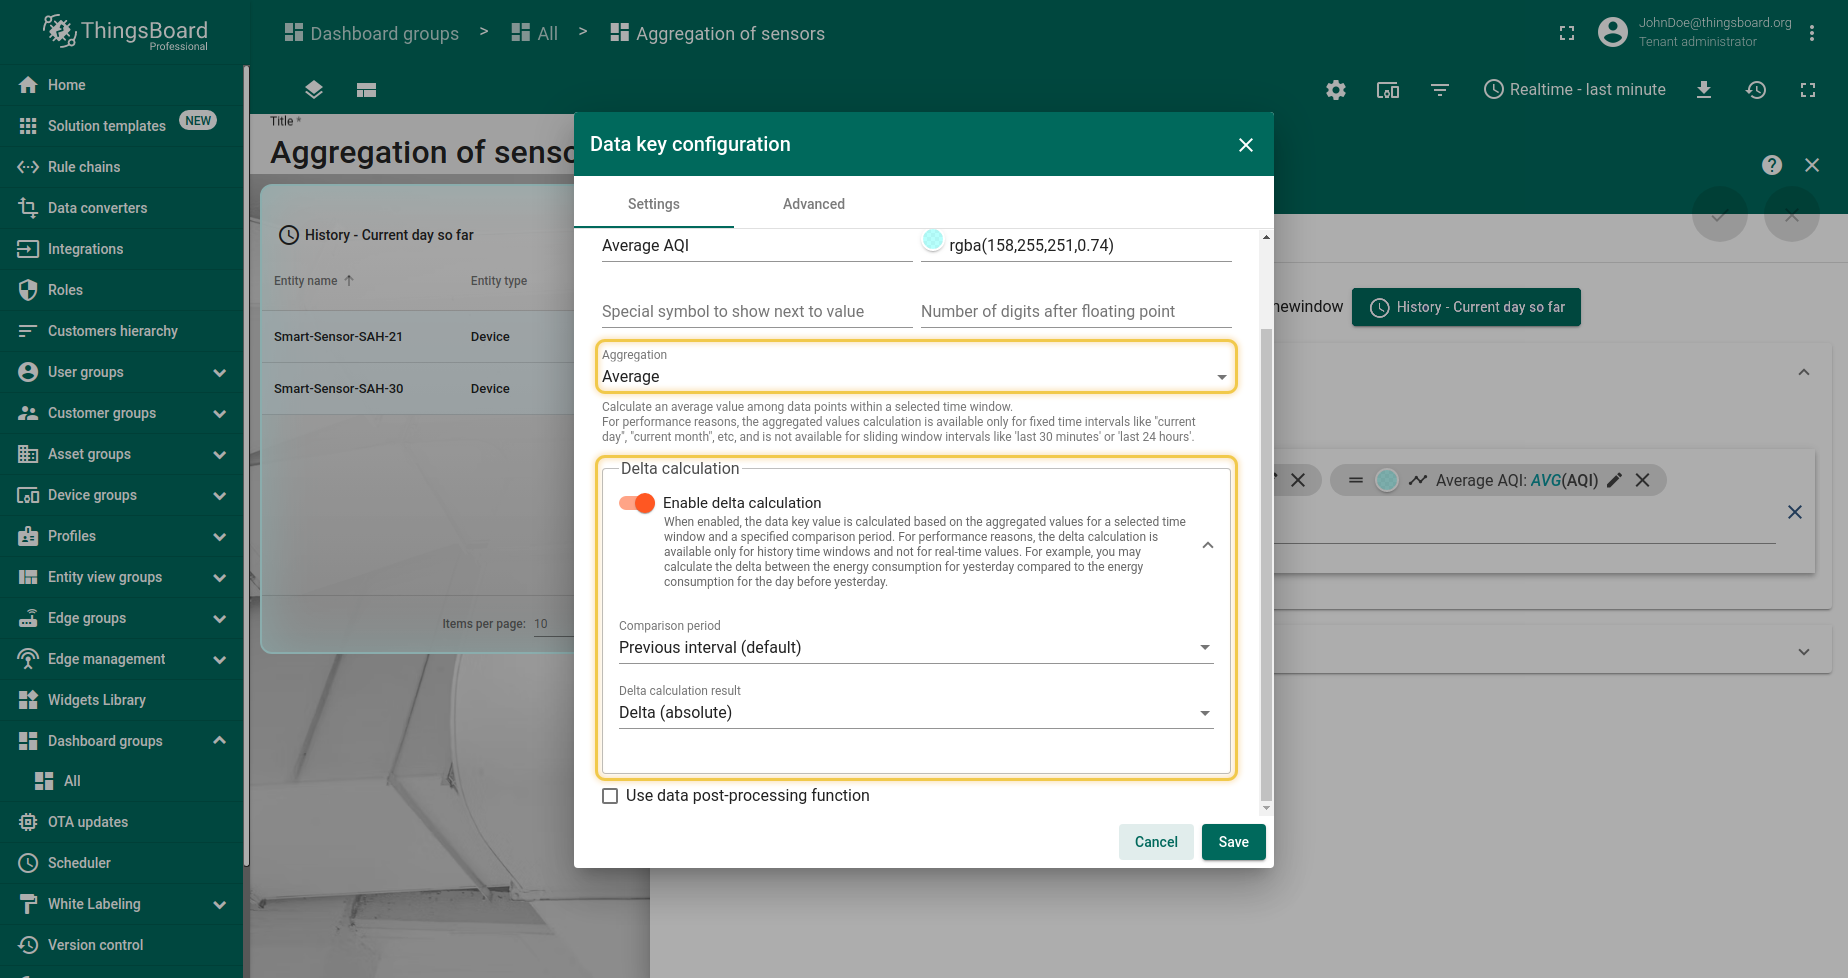 ThingsBoard
Professional
Dashboard groups > All > Aggregation of sensors
JohnDoe@thingsboard.org
Tenant administrator
Realtime - last minute
Home
Solution templates NEW
Rule chains
Data converters
Integrations
Roles
Customers hierarchy
User groups
Customer groups
Asset groups
Device groups
Profiles
Entity view groups
Edge groups
Edge management
Widgets Library
Dashboard groups
All
OTA updates
Scheduler
White Labeling
Version control
Title *
Aggregation of senso
History - Current day so far
Entity name Entity type
Smart-Sensor-SAH-21 Device
Smart-Sensor-SAH-30 Device
Items per page: 10
Data key configuration
Settings Advanced
Average AQI rgba(158,255,251,0.74)
Special symbol to show next to value Number of digits after floating point
Aggregation
Average
Calculate an average value among data points within a selected time window.
For performance reasons, the aggregated values calculation is available only for fixed time intervals like "current
day", "current month", etc, and is not available for sliding window intervals like 'last 30 minutes' or 'last 24 hours'.
Delta calculation
Enable delta calculation
When enabled, the data key value is calculated based on the aggregated values for a selected time
window and a specified comparison period. For performance reasons, the delta calculation is
available only for history time windows and not for real-time values. For example, you may
calculate the delta between the energy consumption for yesterday compared to the energy
consumption for the day before yesterday.
Comparison period
Previous interval (default)
Delta calculation result
Delta (absolute)
Use data post-processing function
Cancel Save
newindow History - Current day so far
Average AQI: AVG(AQI)